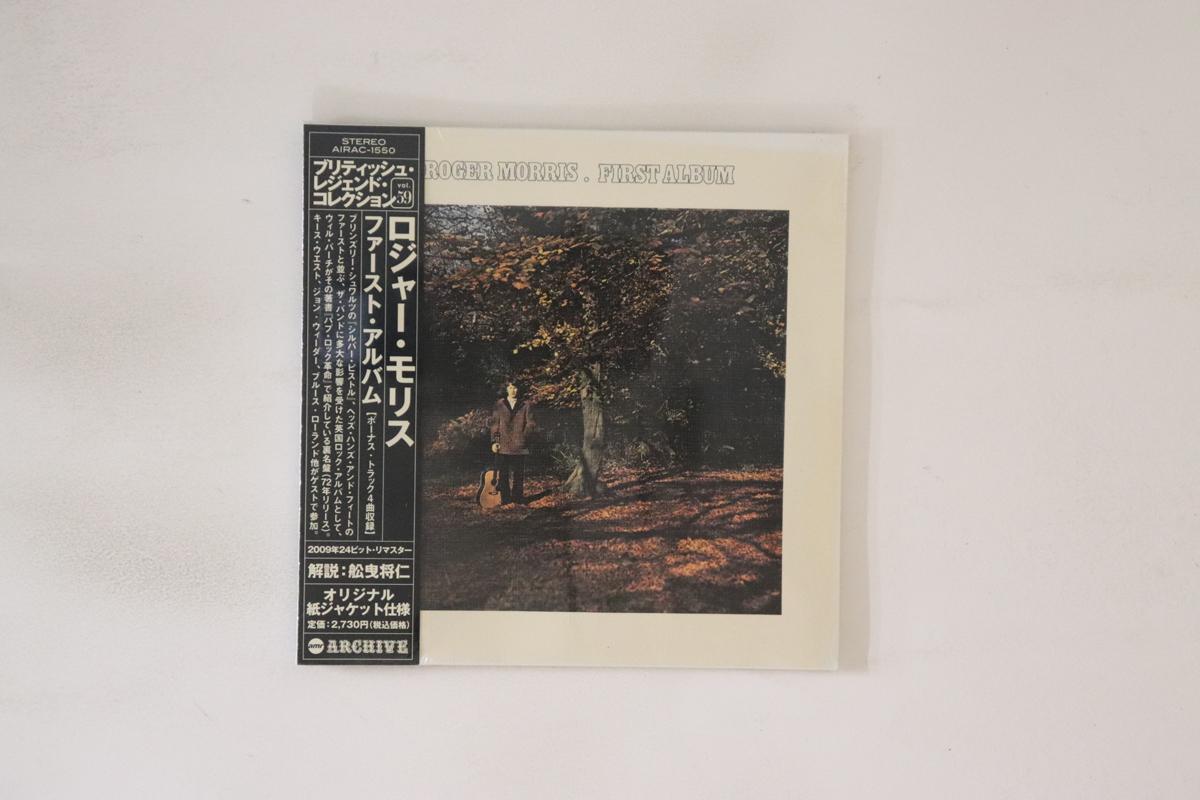 STEREO
AIRAC-1550
ブリティッシュ・
レジェンド・
コレクション
vol.
59
ロジャー・モリス
ファースト・アルバム
[ボーナス・トラック4曲収録]
ブリンズリー・シュワルツの『シルバー・ピストル』、ヘッズ・ハンズ・アンド・フィートの
ファーストと並ぶ、ザ・バンドに多大な影響を受けた英国ロック・アルバムとして、
ウィル・バーチがその著書『パブ・ロック革命』で紹介している裏名盤(72年リリース)。
キース・ウエスト、ジョン・ウィーダー、ブルース・ローランド他がゲストで参加。
2009年24ビット・リマスター
解説：舩曳将仁
オリジナル
紙ジャケット仕様
定価：2,730円(税込価格)
amr ARCHIVE
ROGER MORRIS . FIRST ALBUM